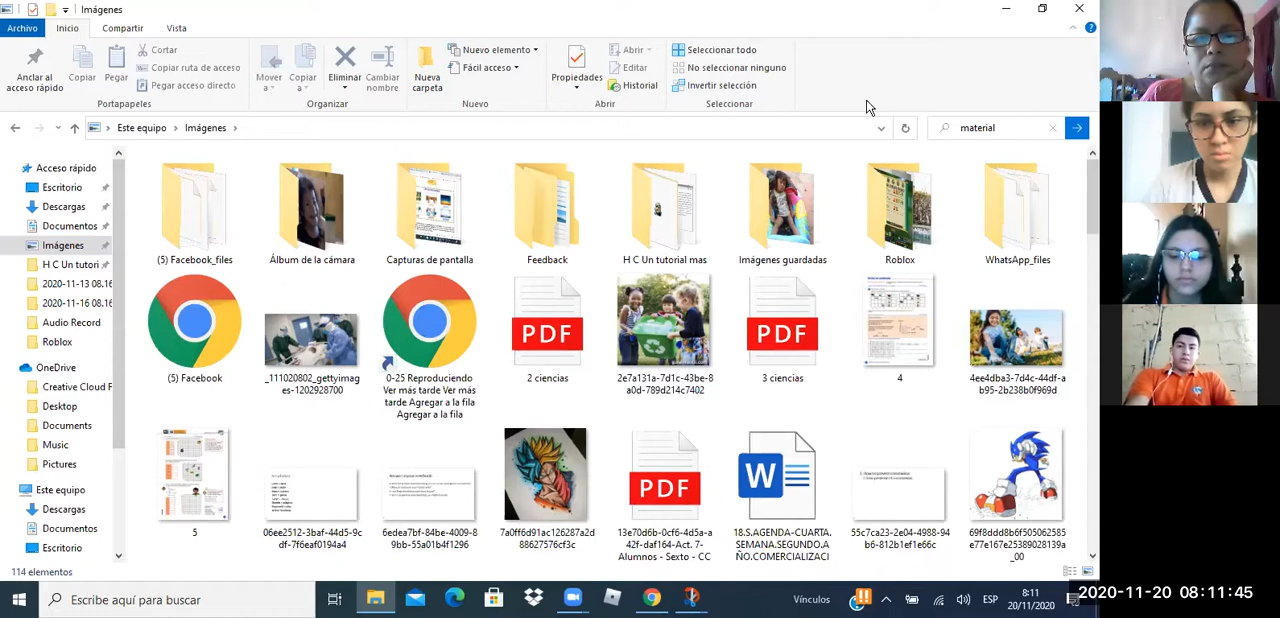 Imágenes
Archivo Inicio Compartir Vista
Anclar al acceso rápido
Copiar
Pegar
Cortar
Copiar ruta de acceso
Pegar acceso directo
Portapapeles
Mover a
Copiar a
Eliminar
Cambiar nombre
Organizar
Nueva carpeta
Nuevo elemento
Fácil acceso
Nuevo
Propiedades
Abrir
Editar
Historial
Abrir
Seleccionar todo
No seleccionar ninguno
Invertir selección
Seleccionar
Este equipo > Imágenes >
material
Acceso rápido
Escritorio
Descargas
Documentos
Imágenes
H C Un tutori
2020-11-13 08.
2020-11-16 08.16
Audio Record
Roblox
OneDrive
Creative Cloud F
Desktop
Documents
Music
Pictures
Este equipo
Descargas
Documentos
Escritorio
(5) Facebook_files
Álbum de la cámara
Capturas de pantalla
Feedback
H C Un tutorial mas
Imágenes guardadas
Roblox
WhatsApp_files
PDF
PDF
(5) Facebook
_111020802_gettyimag
es-1202928700
0-25 Reproduciendo
Ver más tarde Ver más
tarde Agregar a la fila
Agregar a la fila
2 ciencias
2e7a131a-7d1c-43be-8
a0d-789d214c7402
3 ciencias
4
4ee4dba3-7d4c-44df-a
b95-2b238b0f969d
PDF
W
5
06ee2512-3baf-44d5-9c
df-7f6eaf0194a4
6edea7bf-84be-4009-8
9bb-55a01b4f1296
7a0ff6d91ac126287a2d
88627576cf3c
13e70d6b-0cf6-4d5a-a
42f-daf164-Act. 7-
Alumnos - Sexto - CC
18.S.AGENDA-CUARTA.
SEMANA.SEGUNDO.A
ÑO.COMERCIALIZACI
55c7ca23-2e04-4988-94
b6-812b1ef1e66c
69f8ddd8b6f505062585
e77e167e25389028139a
_00
114 elementos
Escribe aquí para buscar
Vínculos
ESP
8:11
20/11/2020
2020-11-20 08:11:45